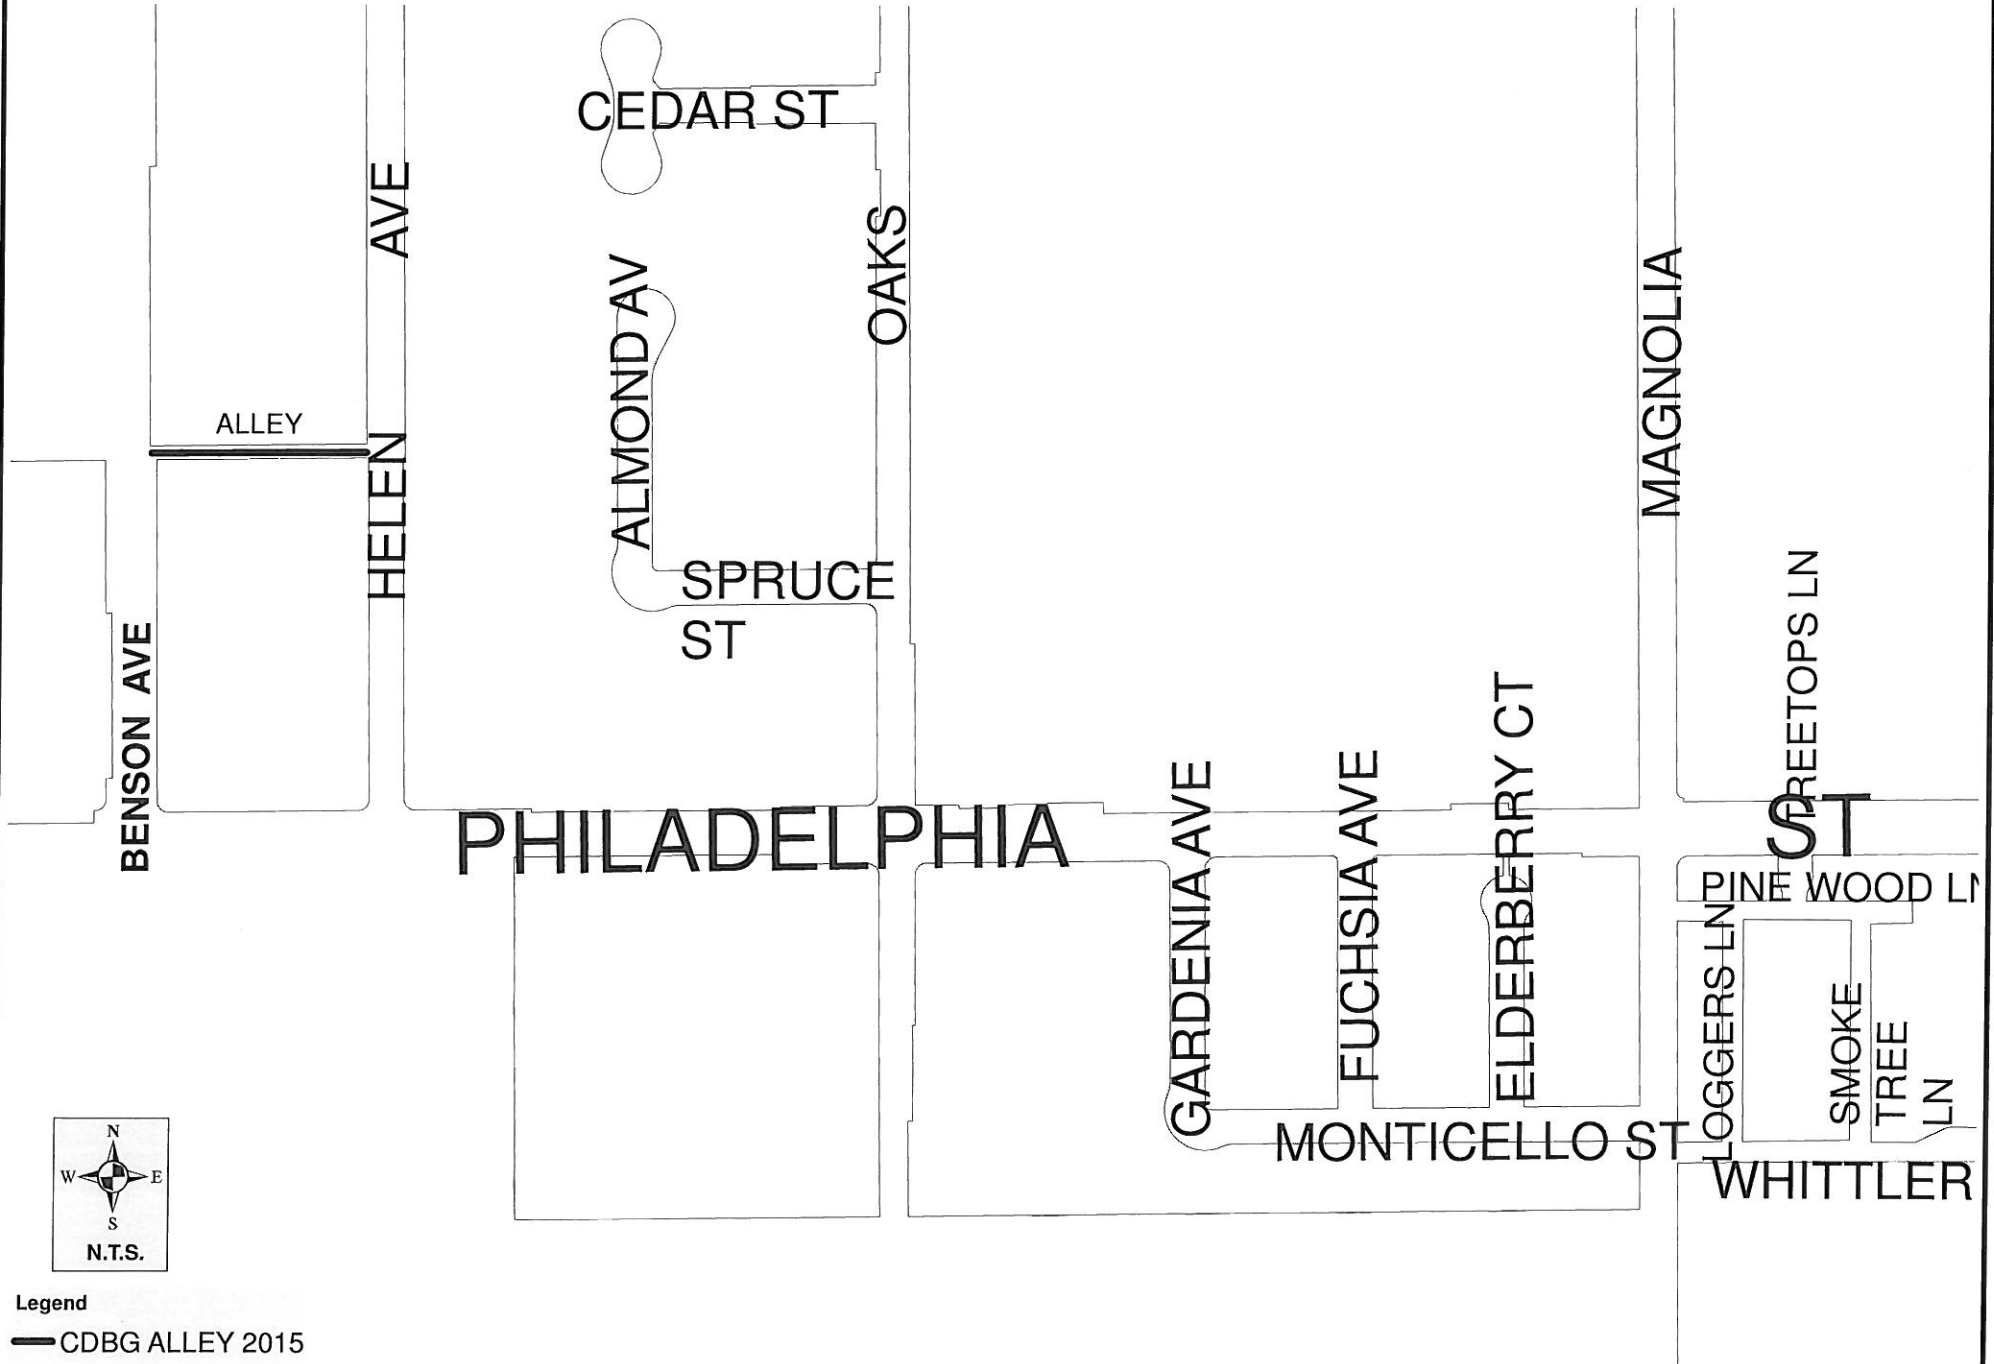 CEDAR ST
AVE
OAKS
ALMOND AV
MAGNOLIA
ALLEY
HELEN
SPRUCE
ST
TREETOPS LN
BENSON AVE
PHILADELPHIA
ST
GARDENIA AVE
FUCHSIA AVE
ELDERBERRY CT
PINE WOOD
LOGGERS LN
SMOKE
TREE
LN
MONTICELLO ST
WHITTLER
N
W
E
S
N.T.S.
Legend
CDBG ALLEY 2015